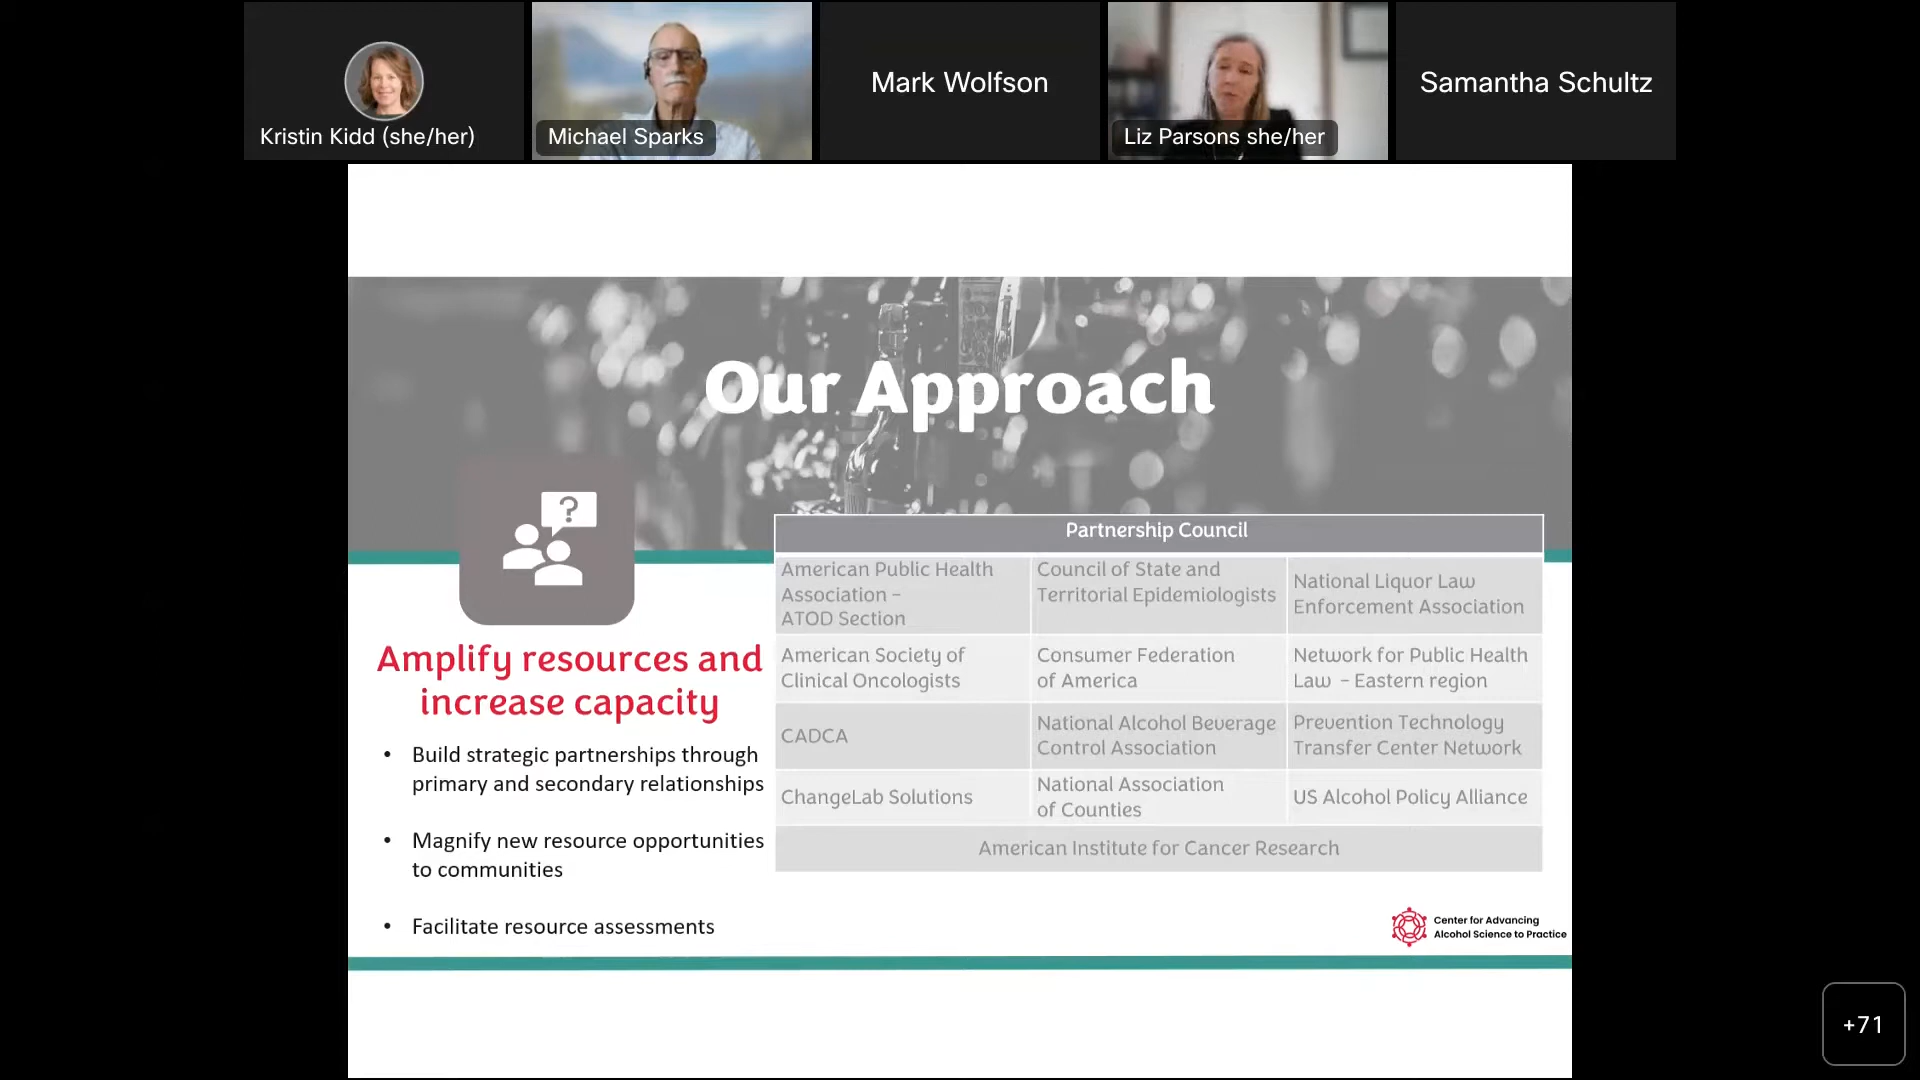 Kristin Kidd (she/her)
Michael Sparks
Mark Wolfson
Liz Parsons she/her
Samantha Schultz
Our Approach
?
Amplify resources and
increase capacity
• Build strategic partnerships through
primary and secondary relationships
• Magnify new resource opportunities
to communities
• Facilitate resource assessments
Partnership Council
American Public Health
Association –
ATOD Section
Council of State and
Territorial Epidemiologists
National Liquor Law
Enforcement Association
American Society of
Clinical Oncologists
Consumer Federation
of America
Network for Public Health
Law – Eastern region
CADCA
National Alcohol Beverage
Control Association
Prevention Technology
Transfer Center Network
ChangeLab Solutions
National Association
of Counties
US Alcohol Policy Alliance
American Institute for Cancer Research
Center for Advancing
Alcohol Science to Practice
+71